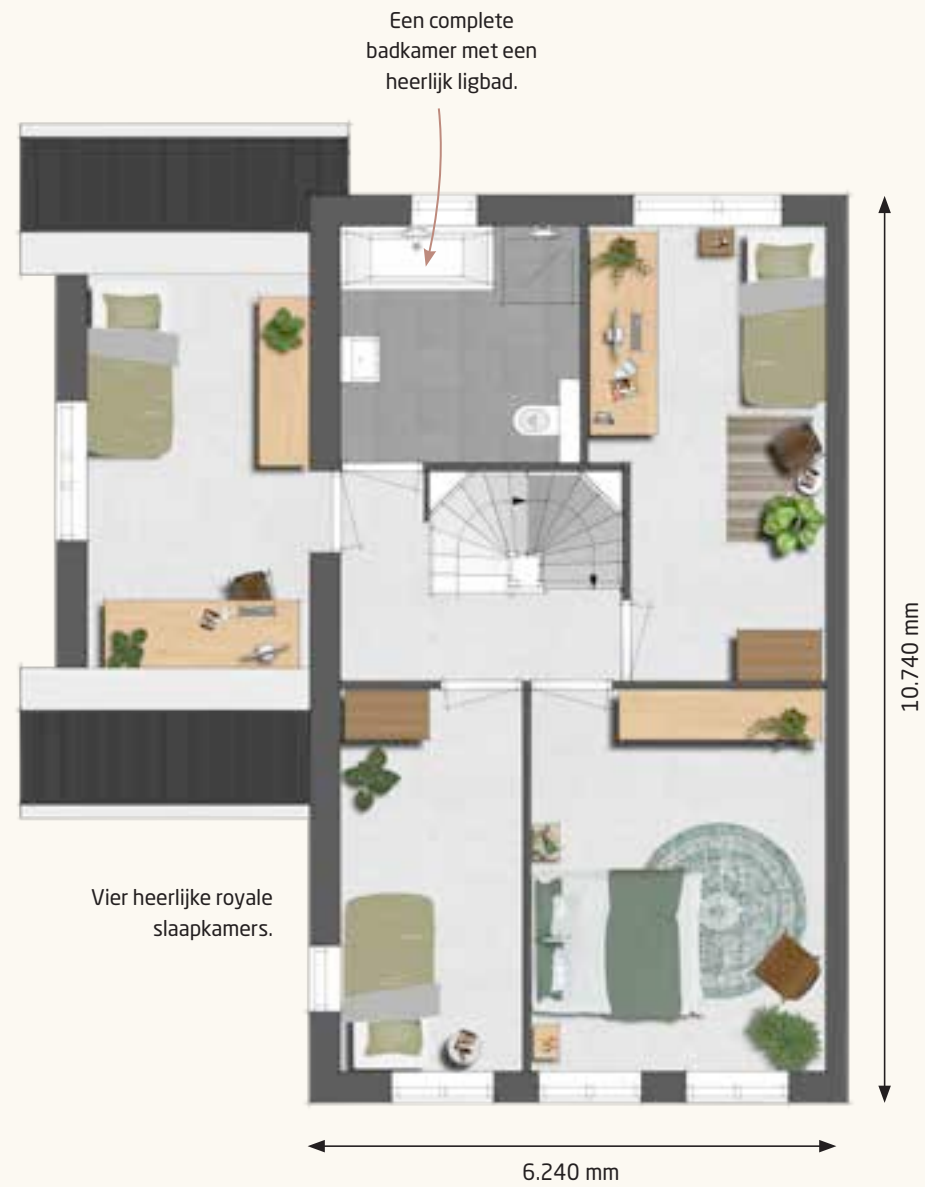 Een complete
badkamer met een
heerlijk ligbad.
10.740 mm
Vier heerlijke royale
slaapkamers.
6.240 mm